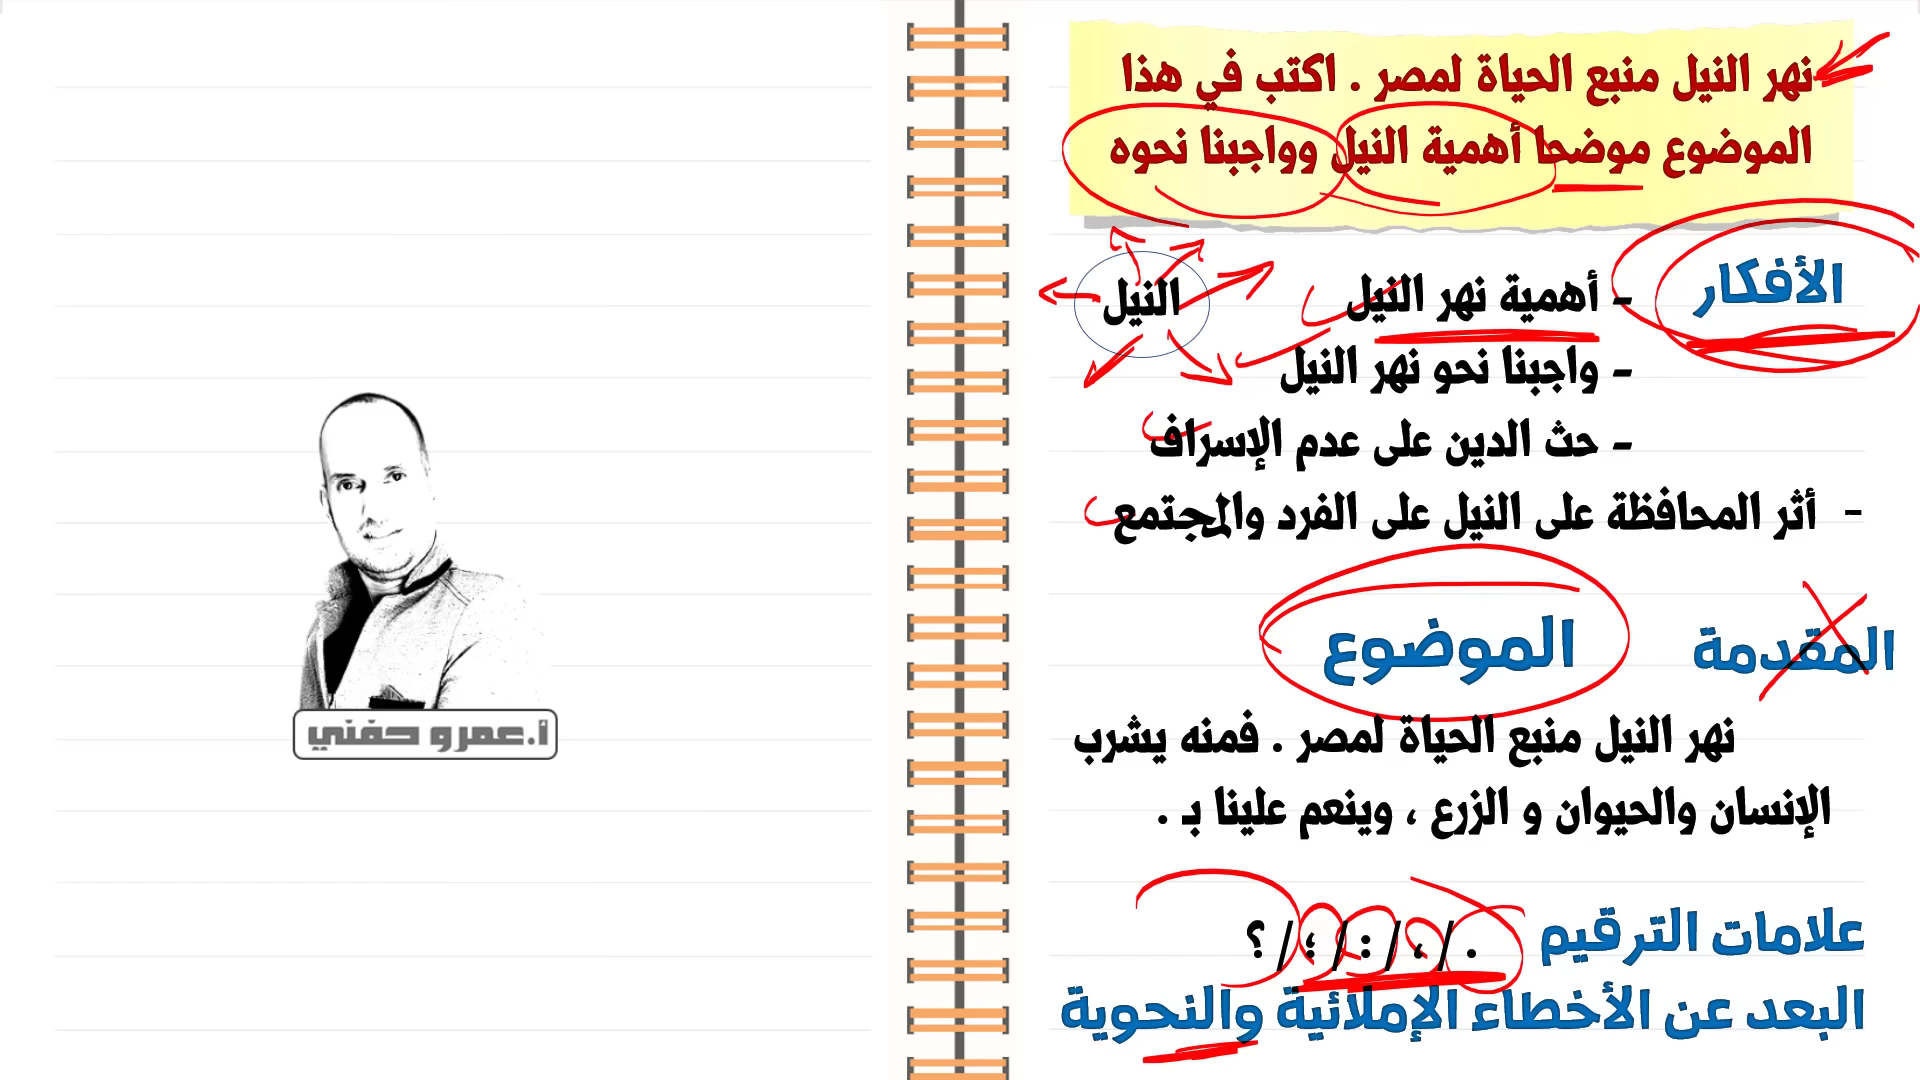 نهر النيل منبع الحياة لمصر . اكتب في هذا
الموضوع موضحا أهمية النيل وواجبنا نحوه
الأفكار
- أهمية نهر النيل
النيل
- واجبنا نحو نهر النيل
- حث الدين على عدم الإسراف
- أثر المحافظة على النيل على الفرد والمجتمع
المقدمة
الموضوع
نهر النيل منبع الحياة لمصر . فمنه يشرب
الإنسان والحيوان و الزرع ، وينعم علينا بـ .
علامات الترقيم
. / ، / : / ؛ / ؟
البعد عن الأخطاء الإملائية والنحوية
أ.عمرو حفني